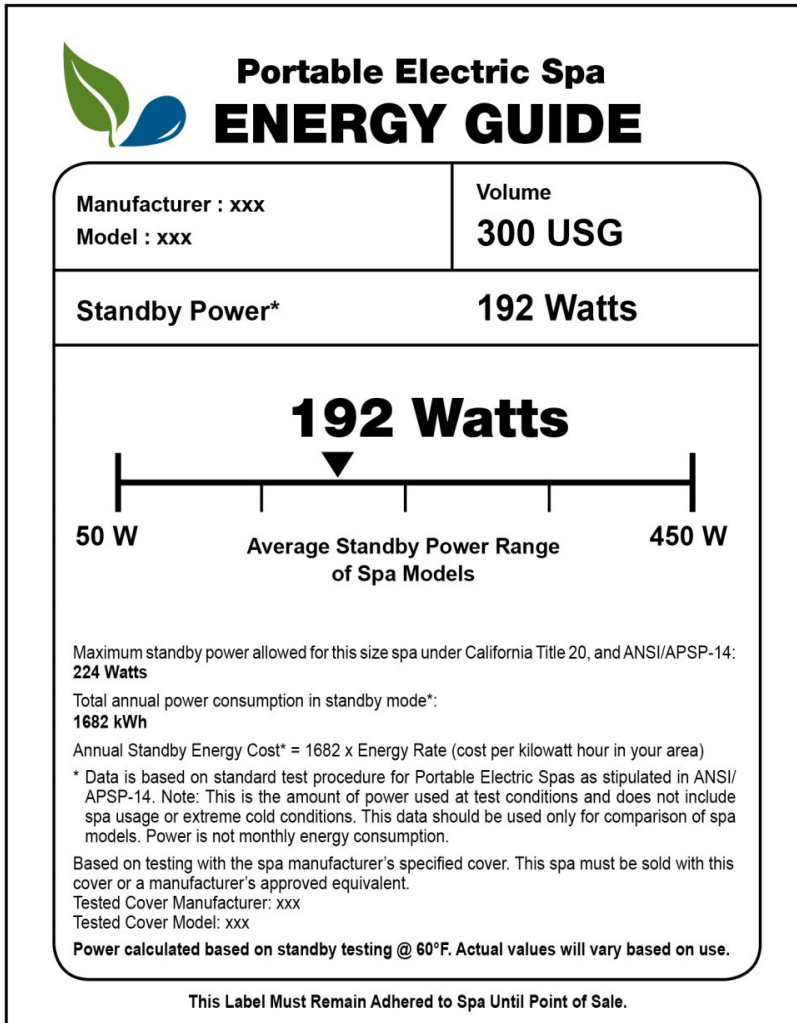 Portable Electric Spa
ENERGY GUIDE
Manufacturer : xxx
Model : xxx
Volume
300 USG
Standby Power*
192 Watts
192 Watts
50 W
450 W
Average Standby Power Range
of Spa Models
Maximum standby power allowed for this size spa under California Title 20, and ANSI/APSP-14:
224 Watts
Total annual power consumption in standby mode*:
1682 kWh
Annual Standby Energy Cost* = 1682 x Energy Rate (cost per kilowatt hour in your area)
* Data is based on standard test procedure for Portable Electric Spas as stipulated in ANSI/
APSP-14. Note: This is the amount of power used at test conditions and does not include
spa usage or extreme cold conditions. This data should be used only for comparison of spa
models. Power is not monthly energy consumption.
Based on testing with the spa manufacturer's specified cover. This spa must be sold with this
cover or a manufacturer's approved equivalent.
Tested Cover Manufacturer: xxx
Tested Cover Model: xxx
Power calculated based on standby testing @ 60°F. Actual values will vary based on use.
This Label Must Remain Adhered to Spa Until Point of Sale.